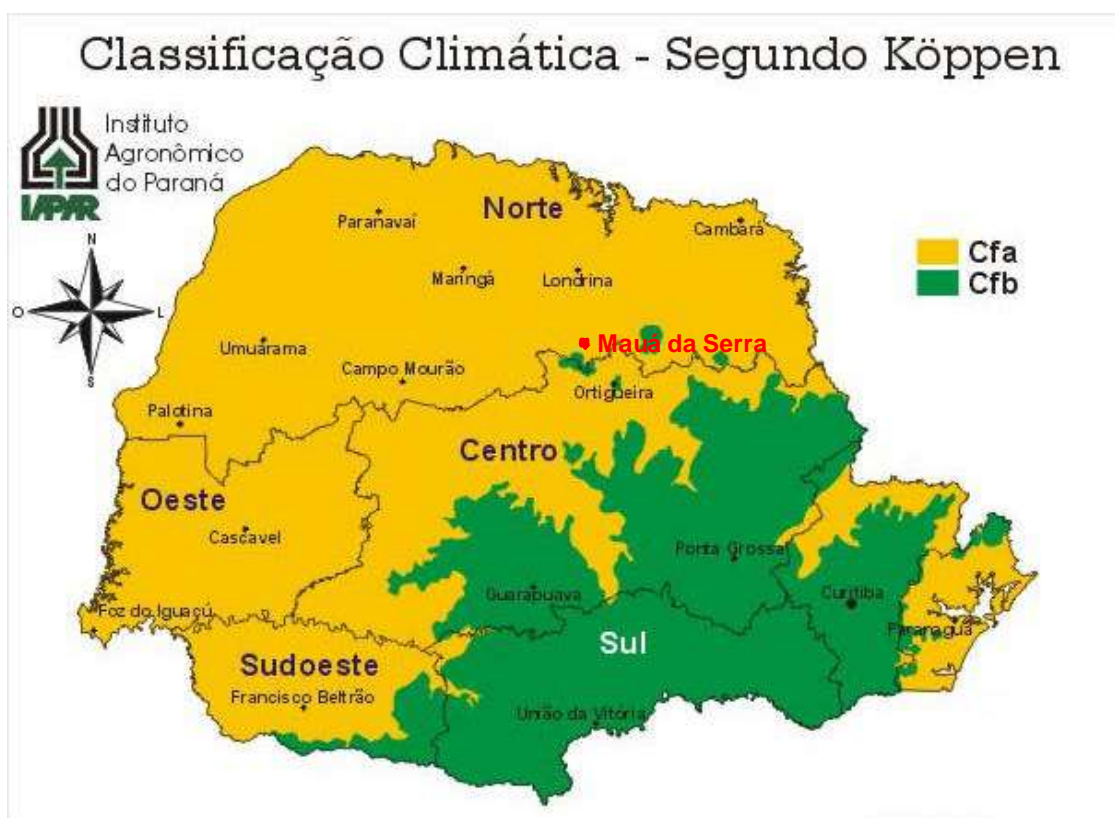 Classificação Climática - Segundo Köppen
Instituto
Agronômico
do Paraná
IAPAR
N
O
L
S
Cfa
Cfb
Norte
Paranavaí
Cambará
Maringá
Londrina
Umuarama
Mauá da Serra
Campo Mourão
Ortigueira
Palotina
Centro
Oeste
Cascavel
Ponta Grossa
Guarapuava
Curitiba
Foz do Iguaçú
Paranaguá
Sul
Sudoeste
Francisco Beltrão
União da Vitória